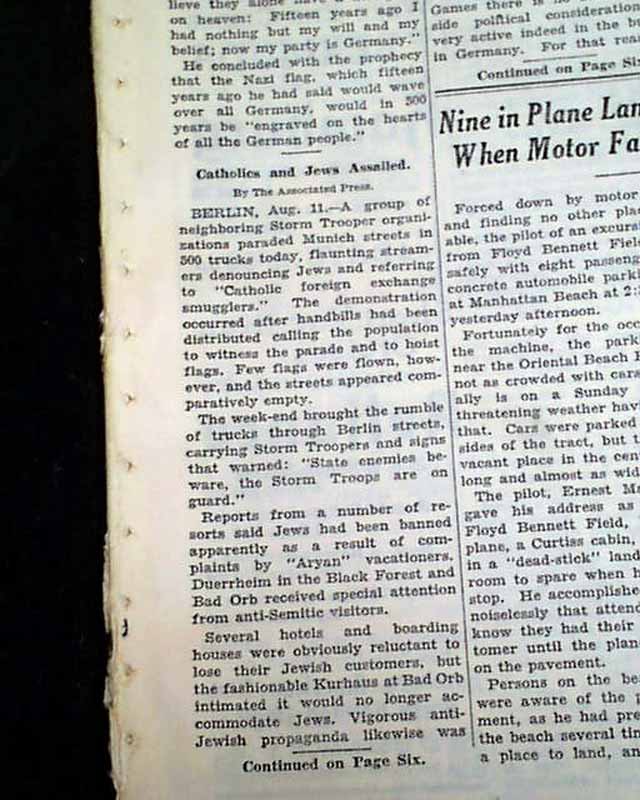 lieve they alone have a
on heaven: Fifteen years ago I
had nothing but my will and my
belief; now my party is Germany."
He concluded with the prophecy
that the Nazi flag, which fifteen
years ago he had said would wave
over all Germany, would in 500
years be "engraved on the hearts
of all the German people."
Catholics and Jews Assailed.
By The Associated Press.
BERLIN, Aug. 11.—A group of
neighboring Storm Trooper organi-
zations paraded Munich streets in
500 trucks today, flaunting stream-
ers denouncing Jews and referring
to "Catholic foreign exchange
smugglers." The demonstration
occurred after handbills had been
distributed calling the population
to witness the parade and to hoist
flags. Few flags were flown, how-
ever, and the streets appeared com-
paratively empty.
The week-end brought the rumble
of trucks through Berlin streets,
carrying Storm Troopers and signs
that warned: "State enemies be-
ware, the Storm Troops are on
guard."
Reports from a number of re-
sorts said Jews had been banned
apparently as a result of com-
plaints by "Aryan" vacationers.
Duerrheim in the Black Forest and
Bad Orb received special attention
from anti-Semitic visitors.
Several hotels and boarding
houses were obviously reluctant to
lose their Jewish customers, but
the fashionable Kurhaus at Bad Orb
intimated it would no longer ac-
commodate Jews. Vigorous anti-
Jewish propaganda likewise was
Continued on Page Six.
Games there is no
side political consideration
very active indeed in the
in Germany. For that rea
Continued on Page Six
Nine in Plane Lan
When Motor Fa
Forced down by motor
and finding no other pla
able, the pilot of an excurs
from Floyd Bennett Fiel
safely with eight passeng
concrete automobile park
at Manhattan Beach at 2:
yesterday afternoon.
Fortunately for the occ
the machine, the park
near the Oriental Beach
not as crowded with cars
ally is on a Sunday
threatening weather havi
that. Cars were parked
sides of the tract, but t
vacant place in the cen
long and almost as wid
The pilot, Ernest Ma
gave his address as
Floyd Bennett Field,
plane, a Curtiss cabin,
in a "dead-stick" land
room to spare when h
stop. He accomplishe
noiselessly that attend
know they had their
tomer until the plan
on the pavement.
Persons on the bea
were aware of the p
ment, as he had pre
the beach several tim
a place to land, an